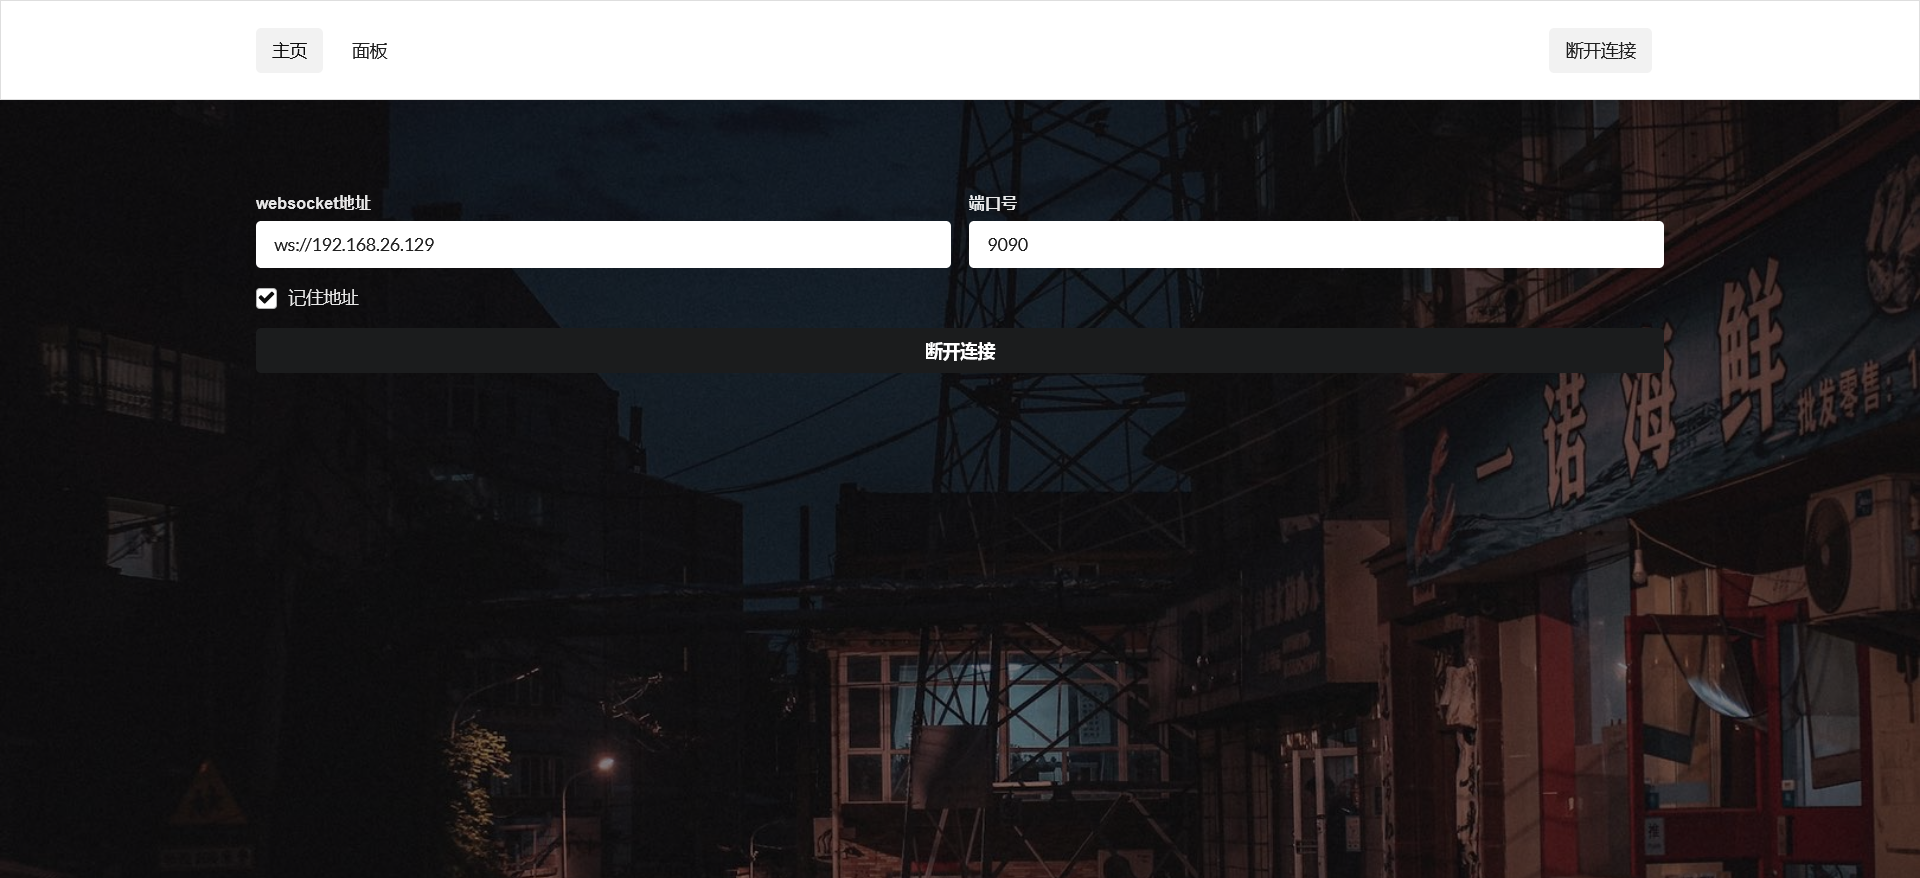 主页
面板
断开连接
websocket地址
端口号
ws://192.168.26.129
9090
记住地址
断开连接
一诺海鲜
批发零售：1